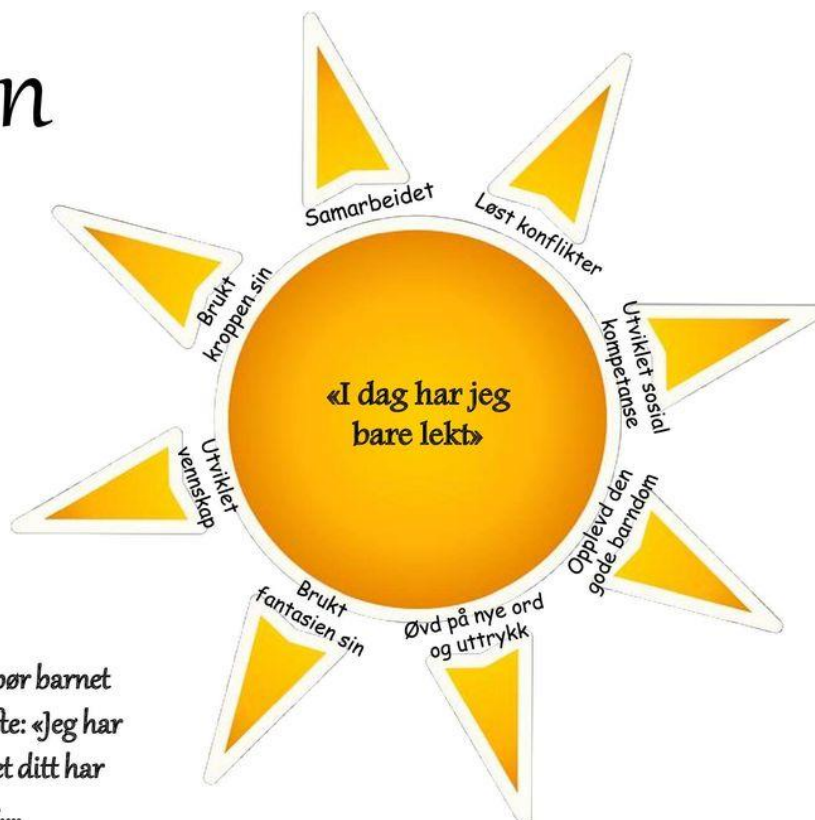 n
Samarbeidet
Løst konflikter
Utviklet sosial
kompetanse
Opplevd den
gode barndom
Øvd på nye ord
og uttrykk
Brukt
fantasien sin
Utviklet
vennskap
Brukt
kroppen sin
«I dag har jeg
bare lekt»
barnet
te: «Jeg har
et ditt har
...